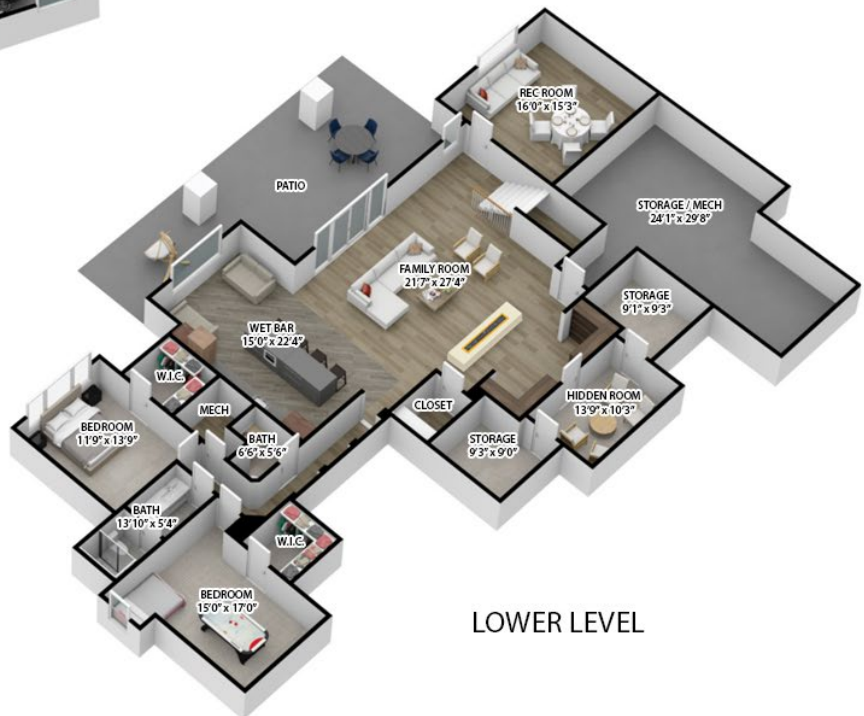 REC ROOM
16'0" x 15'3"
PATIO
STORAGE / MECH
24'1" x 29'8"
FAMILY ROOM
21'7" x 27'4"
STORAGE
9'1" x 9'3"
WET BAR
15'0" x 22'4"
W.I.C.
HIDDEN ROOM
13'9" x 10'3"
CLOSET
MECH
BEDROOM
11'9" x 13'9"
BATH
6'6" x 5'6"
STORAGE
9'3" x 9'0"
BATH
13'10" x 5'4"
W.I.C.
BEDROOM
15'0" x 17'0"
LOWER LEVEL